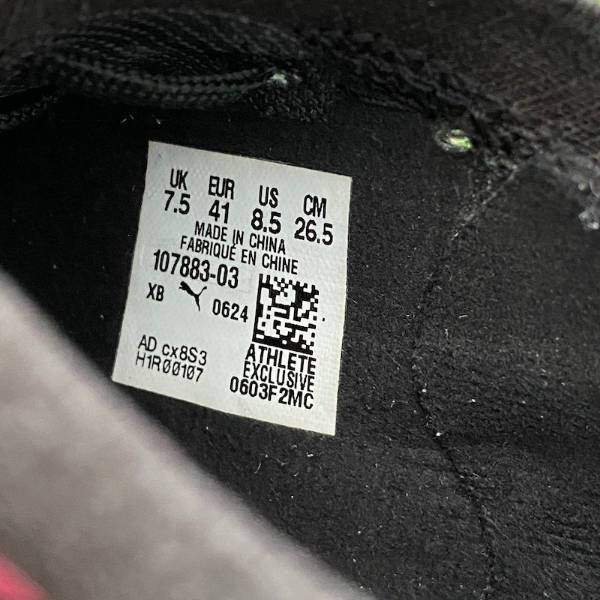 UK EUR US CM
7.5 41 8.5 26.5
MADE IN CHINA
FABRIQUÉ EN CHINE
107883-03
XB 0624
AD cx8S3
H1R00107
ATHLETE
EXCLUSIVE
0603F2MC